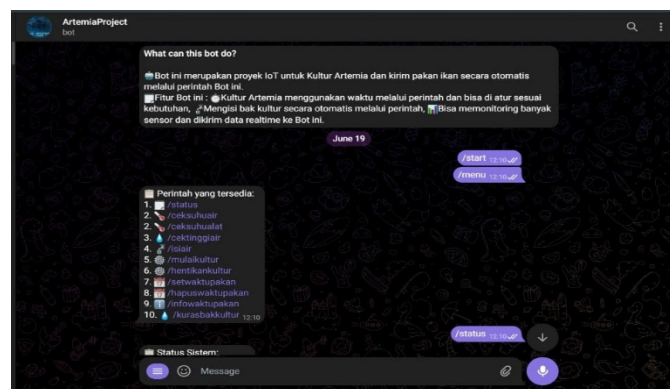 ArtemiaProject
bot
What can this bot do?
Bot ini merupakan proyek IoT untuk Kultur Artemia dan kirim pakan ikan secara otomatis
melalui perintah Bot ini.
Fitur Bot ini : Kultur Artemia menggunakan waktu melalui perintah dan bisa di atur sesuai
kebutuhan, Mengisi bak kultur secara otomatis melalui perintah, Bisa memonitoring banyak
sensor dan dikirim data realtime ke Bot ini.
June 19
/start 12:10
/menu 12:10
Perintah yang tersedia:
1. /status
2. /ceksuhuair
2. /ceksuhualat
3. /cektinggiair
4. /isiair
5. /mulaikultur
6. /hentikankultur
7. /setwaktupakan
8. /hapuswaktupakan
9. /infowaktupakan
10. /kurasbakkultur 12:10
/status 12:10
Status Sistem:
Message